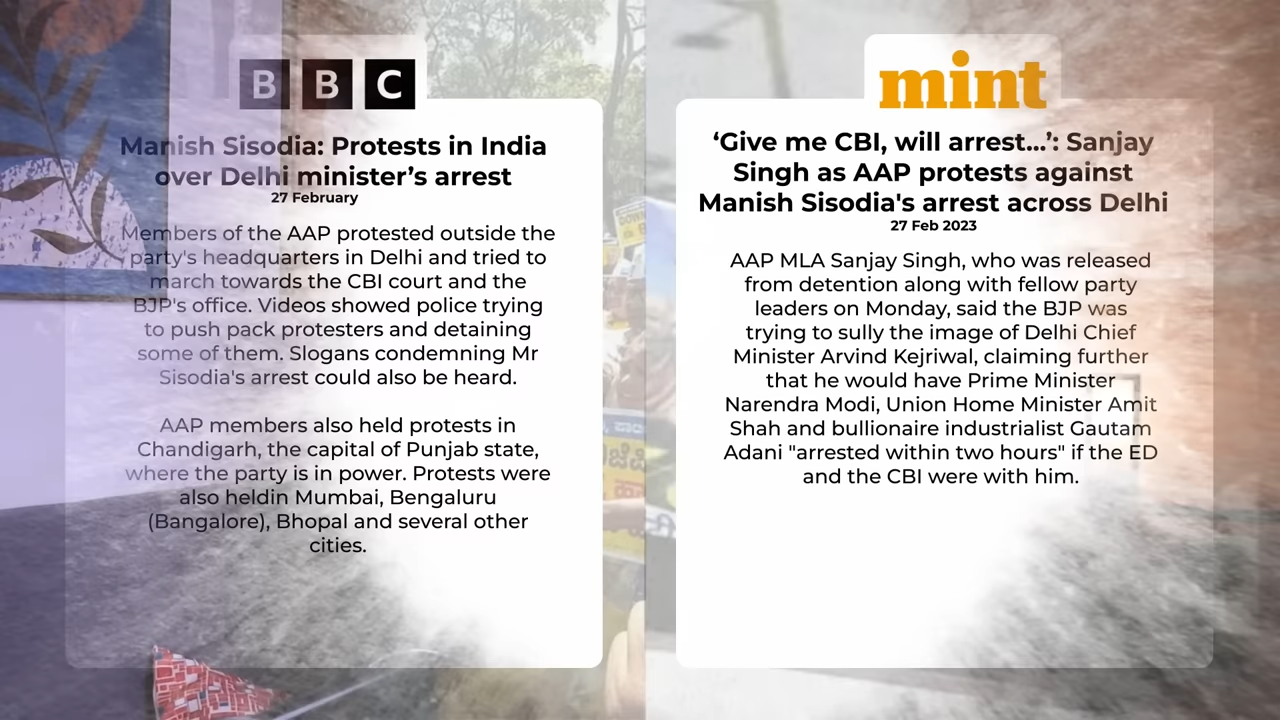 BBC
Manish Sisodia: Protests in India
over Delhi minister’s arrest
27 February
Members of the AAP protested outside the
party's headquarters in Delhi and tried to
march towards the CBI court and the
BJP's office. Videos showed police trying
to push pack protesters and detaining
some of them. Slogans condemning Mr
Sisodia's arrest could also be heard.
AAP members also held protests in
Chandigarh, the capital of Punjab state,
where the party is in power. Protests were
also heldin Mumbai, Bengaluru
(Bangalore), Bhopal and several other
cities.
mint
‘Give me CBI, will arrest...’: Sanjay
Singh as AAP protests against
Manish Sisodia's arrest across Delhi
27 Feb 2023
AAP MLA Sanjay Singh, who was released
from detention along with fellow party
leaders on Monday, said the BJP was
trying to sully the image of Delhi Chief
Minister Arvind Kejriwal, claiming further
that he would have Prime Minister
Narendra Modi, Union Home Minister Amit
Shah and bullionaire industrialist Gautam
Adani "arrested within two hours" if the ED
and the CBI were with him.